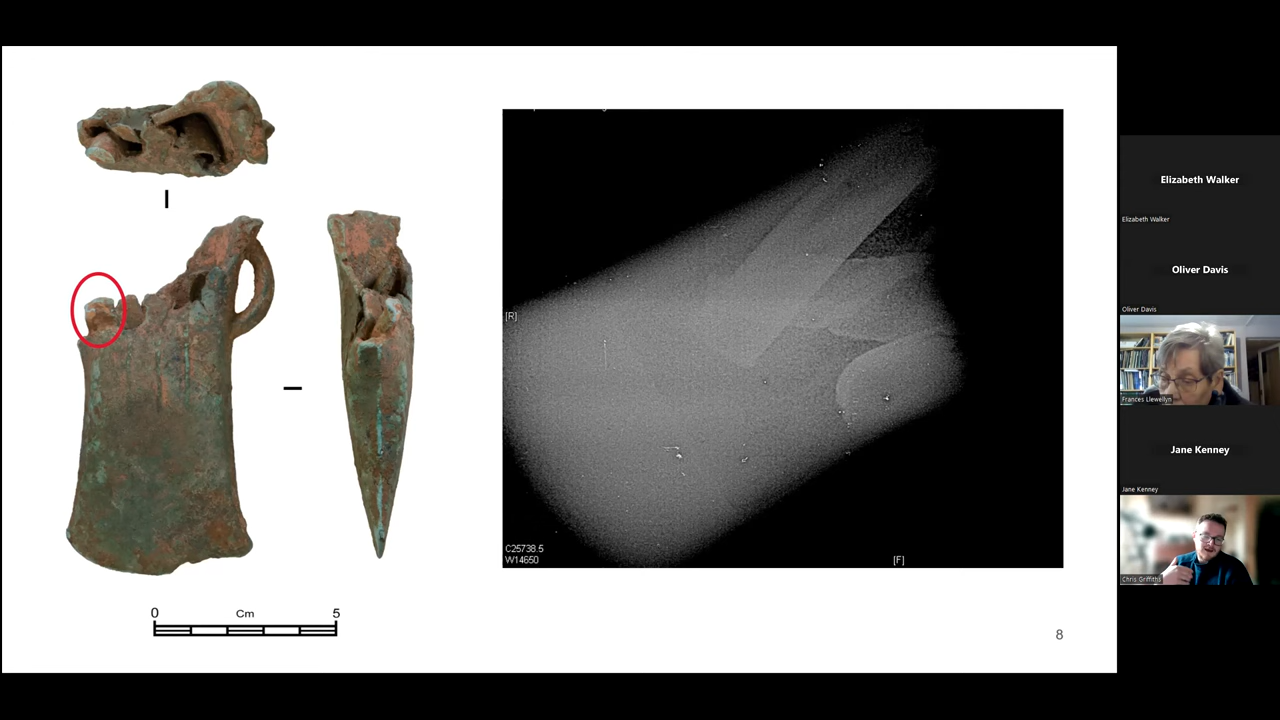 0 Cm 5
[R]
C25738.5
W14650
[F]
8
Elizabeth Walker
Elizabeth Walker
Oliver Davis
Oliver Davis
Frances Llewellyn
Jane Kenney
Jane Kenney
Chris Griffiths